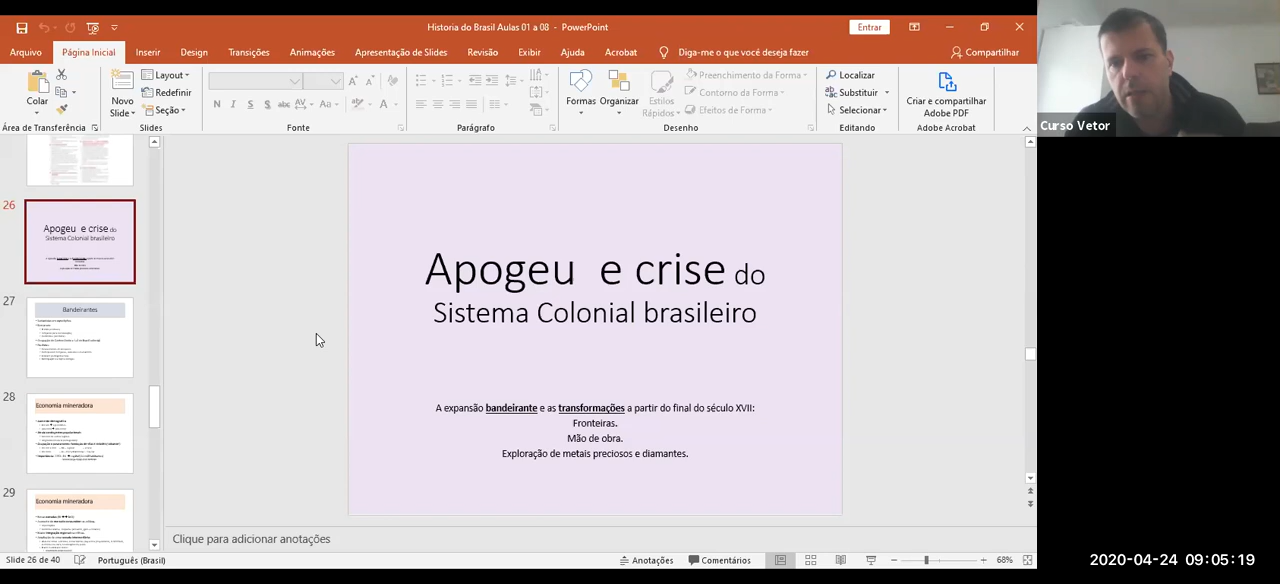 Historia do Brasil Aulas 01 a 08 - PowerPoint
Entrar
Arquivo
Página Inicial
Inserir
Design
Transições
Animações
Apresentação de Slides
Revisão
Exibir
Ajuda
Acrobat
Diga-me o que você deseja fazer
Compartilhar
Colar
Novo
Slide
Layout
Redefinir
Seção
N I S S abc AV Aa A
Formas
Organizar
Estilos
Rápidos
Preenchimento da Forma
Contorno da Forma
Efeitos de Forma
Localizar
Substituir
Selecionar
Criar e compartilhar
Adobe PDF
Área de Transferência
Slides
Fonte
Parágrafo
Desenho
Editando
Adobe Acrobat
Curso Vetor
26
Apogeu e crise do
Sistema Colonial brasileiro
27
Bandeirantes
28
Economia mineradora
29
Economia mineradora
Apogeu e crise do
Sistema Colonial brasileiro
A expansão bandeirante e as transformações a partir do final do século XVII:
Fronteiras.
Mão de obra.
Exploração de metais preciosos e diamantes.
Clique para adicionar anotações
Slide 26 de 40
Português (Brasil)
Anotações
Comentários
68%
2020-04-24 09:05:19